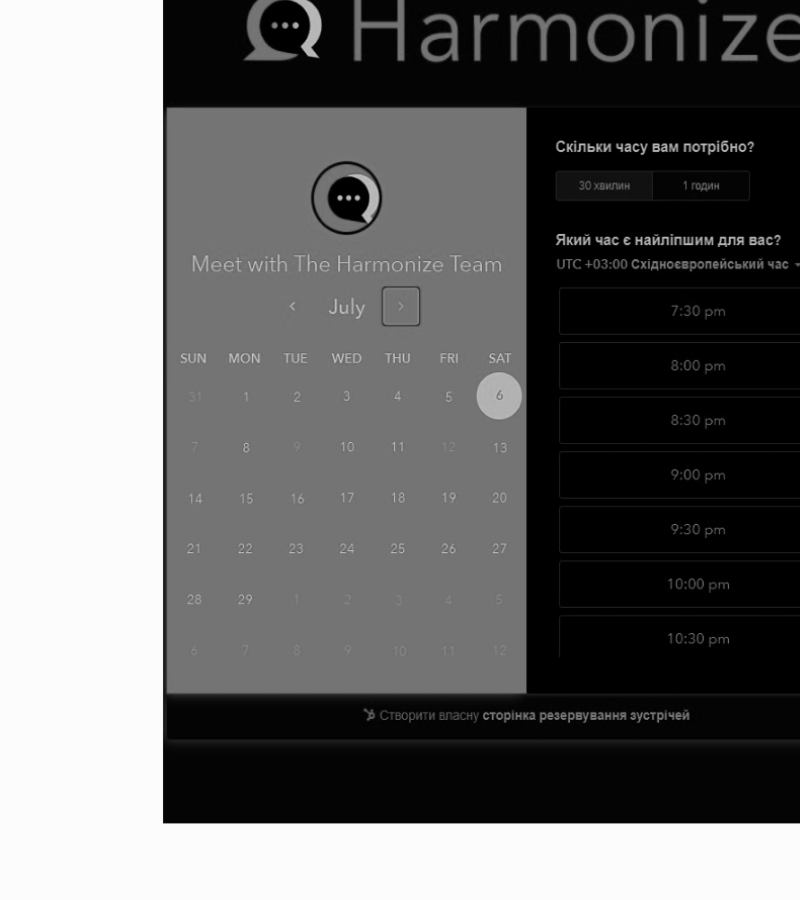 Harmonize
Meet with The Harmonize Team
July
SUN MON TUE WED THU FRI SAT
31 1 2 3 4 5 6
7 8 9 10 11 12 13
14 15 16 17 18 19 20
21 22 23 24 25 26 27
28 29 1 2 3 4 5
6 7 8 9 10 11 12
Скільки часу вам потрібно?
30 хвилин 1 годин
Який час є найліпшим для вас?
UTC +03:00 Східноєвропейський час
7:30 pm
8:00 pm
8:30 pm
9:00 pm
9:30 pm
10:00 pm
10:30 pm
Створити власну сторінка резервування зустрічей